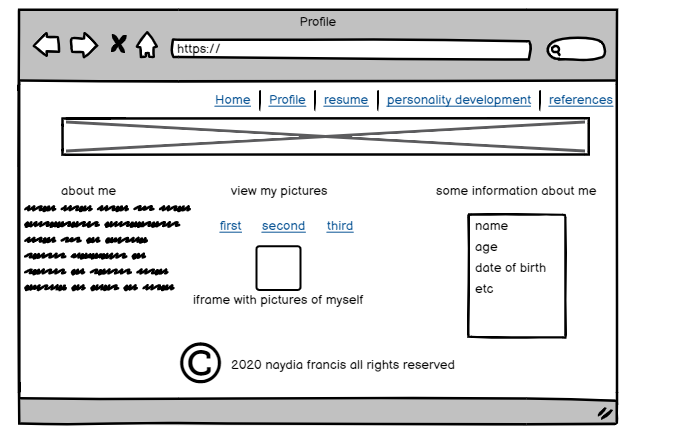 Profile
https://
Home Profile resume personality development references
about me view my pictures some information about me
first second third
name
age
date of birth
etc
iframe with pictures of myself
© 2020 naydia francis all rights reserved